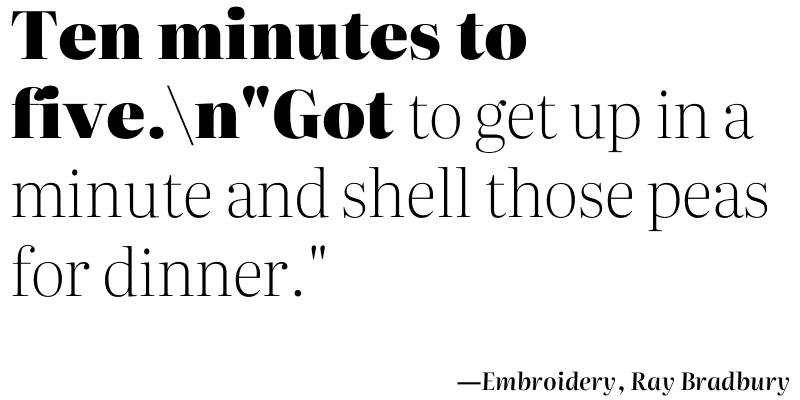 Ten minutes to
five.\n"Got to get up in a
minute and shell those peas
for dinner."
—Embroidery, Ray Bradbury